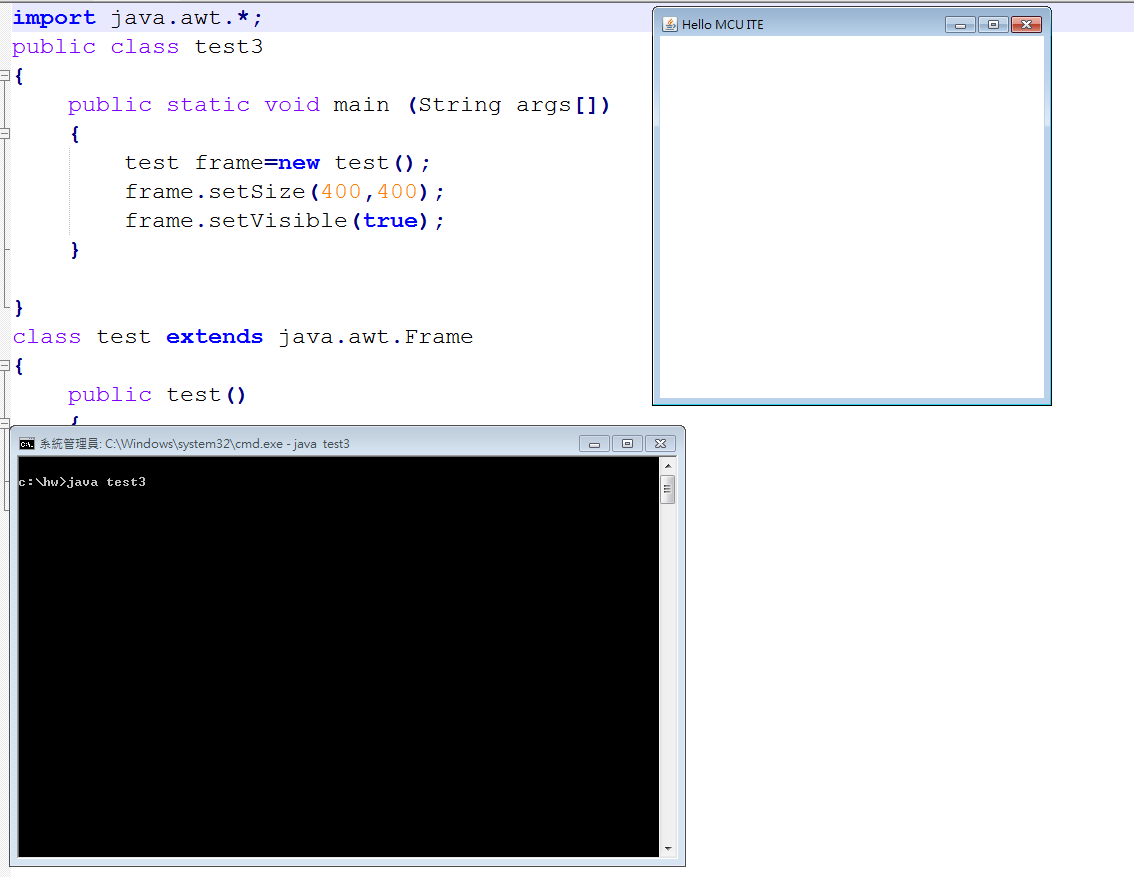 import java.awt.*;
public class test3
{
public static void main (String args[])
{
test frame=new test();
frame.setSize(400,400);
frame.setVisible(true);
}
}
class test extends java.awt.Frame
{
public test()
{
Hello MCU ITE
系統管理員: C:\Windows\system32\cmd.exe - java test3
c:\hw>java test3